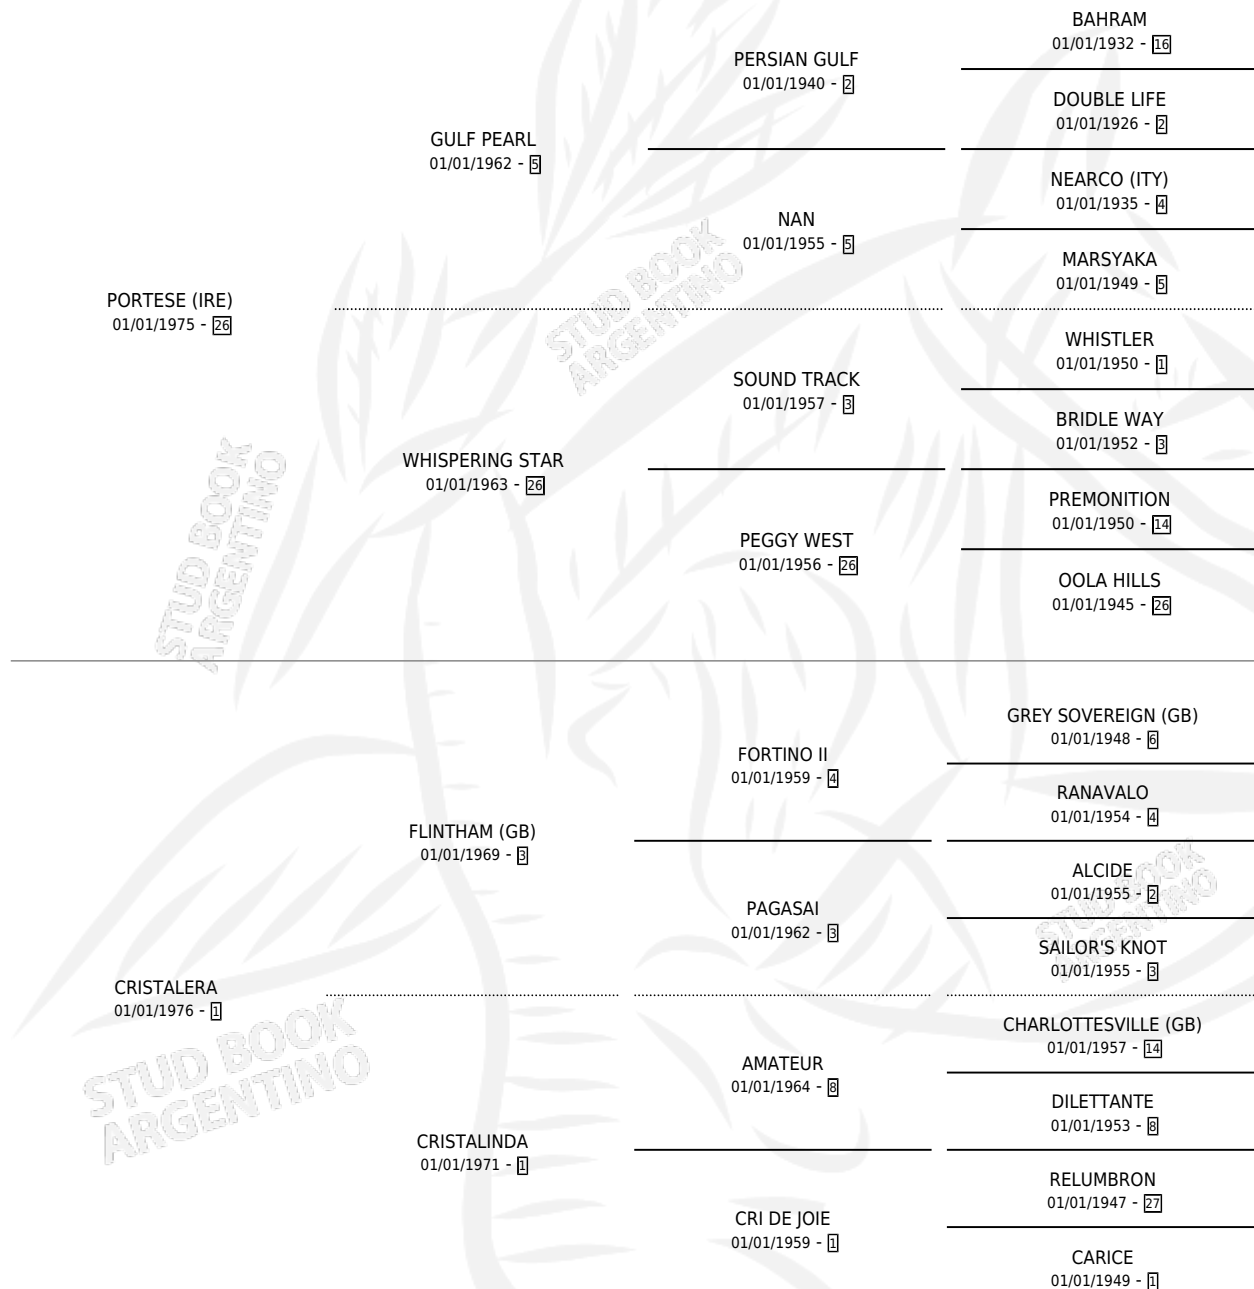 BAHRAM
01/01/1932 - 16
PERSIAN GULF
01/01/1940 - 2
DOUBLE LIFE
01/01/1926 - 2
GULF PEARL
01/01/1962 - 5
NEARCO (ITY)
01/01/1935 - 4
NAN
01/01/1955 - 5
MARSYAKA
01/01/1949 - 5
PORTESE (IRE)
01/01/1975 - 26
WHISTLER
01/01/1950 - 1
SOUND TRACK
01/01/1957 - 3
BRIDLE WAY
01/01/1952 - 3
WHISPERING STAR
01/01/1963 - 26
PREMONITION
01/01/1950 - 14
PEGGY WEST
01/01/1956 - 26
OOLA HILLS
01/01/1945 - 26
GREY SOVEREIGN (GB)
01/01/1948 - 6
FORTINO II
01/01/1959 - 4
RANAVALO
01/01/1954 - 4
FLINTHAM (GB)
01/01/1969 - 3
ALCIDE
01/01/1955 - 2
PAGASAI
01/01/1962 - 3
SAILOR'S KNOT
01/01/1955 - 3
CRISTALERA
01/01/1976 - 1
CHARLOTTESVILLE (GB)
01/01/1957 - 14
AMATEUR
01/01/1964 - 8
DILETTANTE
01/01/1953 - 8
CRISTALINDA
01/01/1971 - 1
RELUMBRON
01/01/1947 - 27
CRI DE JOIE
01/01/1959 - 1
CARICE
01/01/1949 - 1
STUD BOOK
ARGENTINO
STUD BOOK
ARGENTINO
STUD BOOK
ARGENTINO
STUD BOOK
ARGENTINO